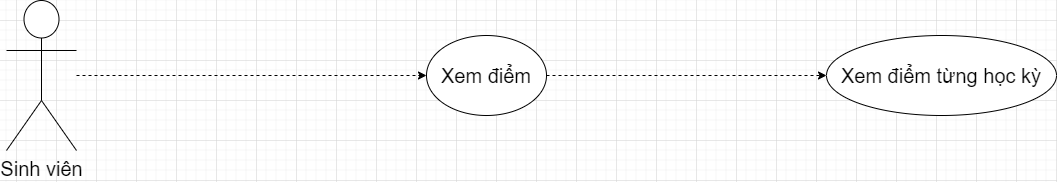 Xem điểm
Xem điểm từng học kỳ
Sinh viên